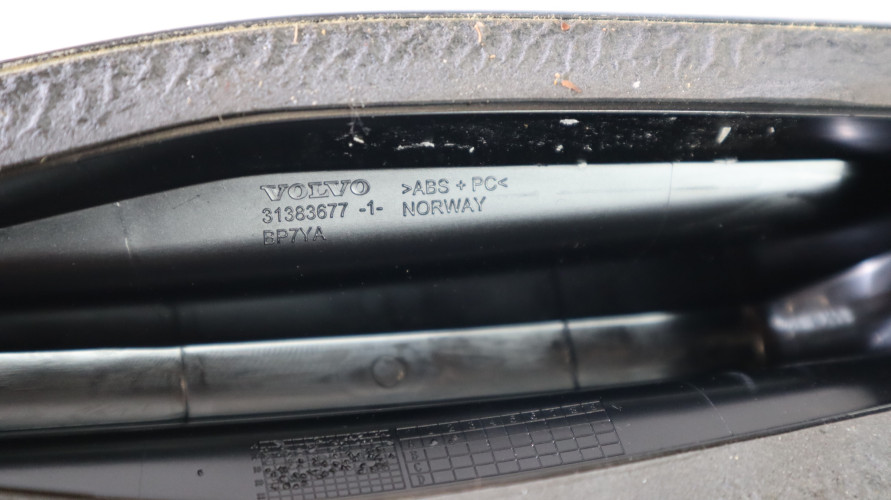 VOLVO >ABS + PC<
31383677 -1- NORWAY
BP7YA